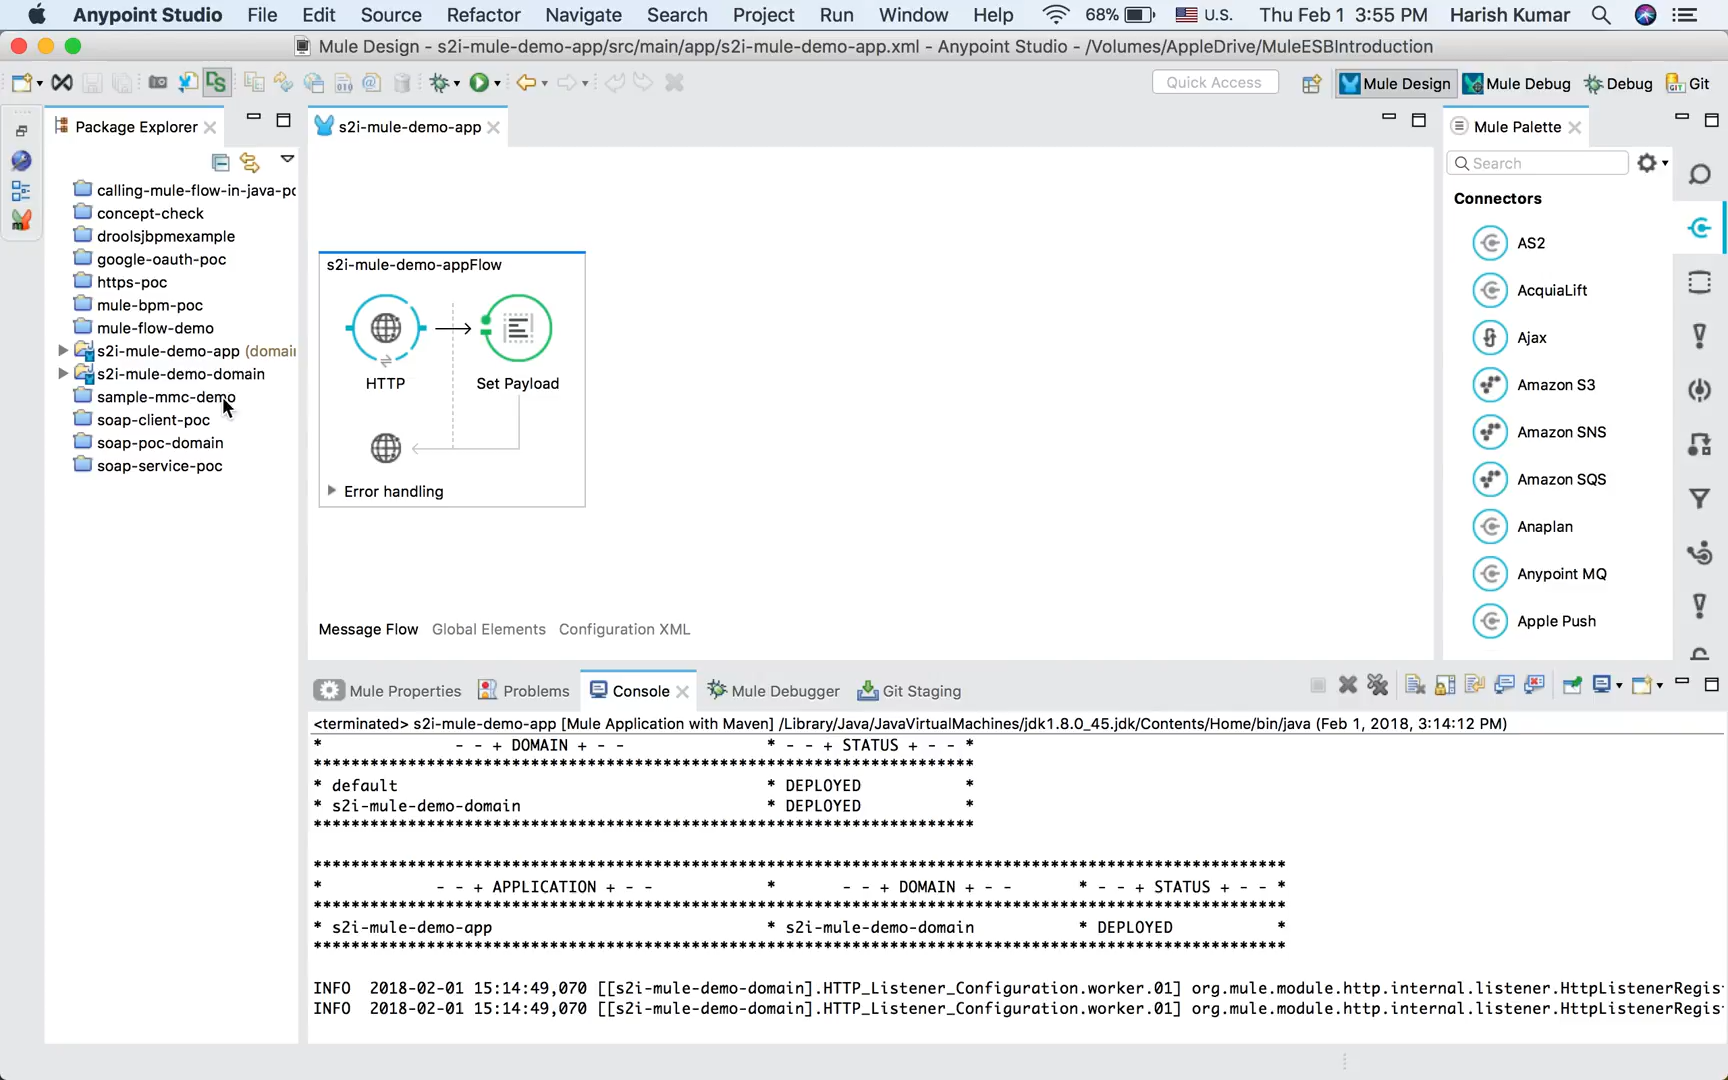 Anypoint Studio File Edit Source Refactor Navigate Search Project Run Window Help 68% U.S. Thu Feb 1 3:55 PM Harish Kumar
Mule Design - s2i-mule-demo-app/src/main/app/s2i-mule-demo-app.xml - Anypoint Studio - /Volumes/AppleDrive/MuleESBIntroduction
Quick Access Mule Design Mule Debug Debug Git
Package Explorer
calling-mule-flow-in-java-po
concept-check
droolsjbpmexample
google-oauth-poc
https-poc
mule-bpm-poc
mule-flow-demo
s2i-mule-demo-app (domain
s2i-mule-demo-domain
sample-mmc-demo
soap-client-poc
soap-poc-domain
soap-service-poc
s2i-mule-demo-app
s2i-mule-demo-appFlow
HTTP
Set Payload
Error handling
Message Flow Global Elements Configuration XML
Mule Palette
Search
Connectors
AS2
AcquiaLift
Ajax
Amazon S3
Amazon SNS
Amazon SQS
Anaplan
Anypoint MQ
Apple Push
Mule Properties Problems Console Mule Debugger Git Staging
<terminated> s2i-mule-demo-app [Mule Application with Maven] /Library/Java/JavaVirtualMachines/jdk1.8.0_45.jdk/Contents/Home/bin/java (Feb 1, 2018, 3:14:12 PM)
* - - + DOMAIN + - - * - - + STATUS + - - *
* default * DEPLOYED *
* s2i-mule-demo-domain * DEPLOYED *
* - - + APPLICATION + - - * - - + DOMAIN + - - * - - + STATUS + - - *
* s2i-mule-demo-app * s2i-mule-demo-domain * DEPLOYED *
INFO 2018-02-01 15:14:49,070 [[s2i-mule-demo-domain].HTTP_Listener_Configuration.worker.01] org.mule.module.http.internal.listener.HttpListenerRegis
INFO 2018-02-01 15:14:49,070 [[s2i-mule-demo-domain].HTTP_Listener_Configuration.worker.01] org.mule.module.http.internal.listener.HttpListenerRegis